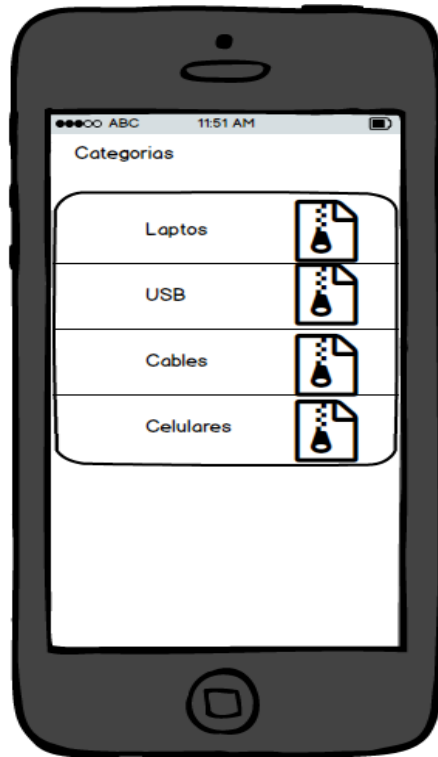 ABC 11:51 AM
Categorias
Laptos
USB
Cables
Celulares